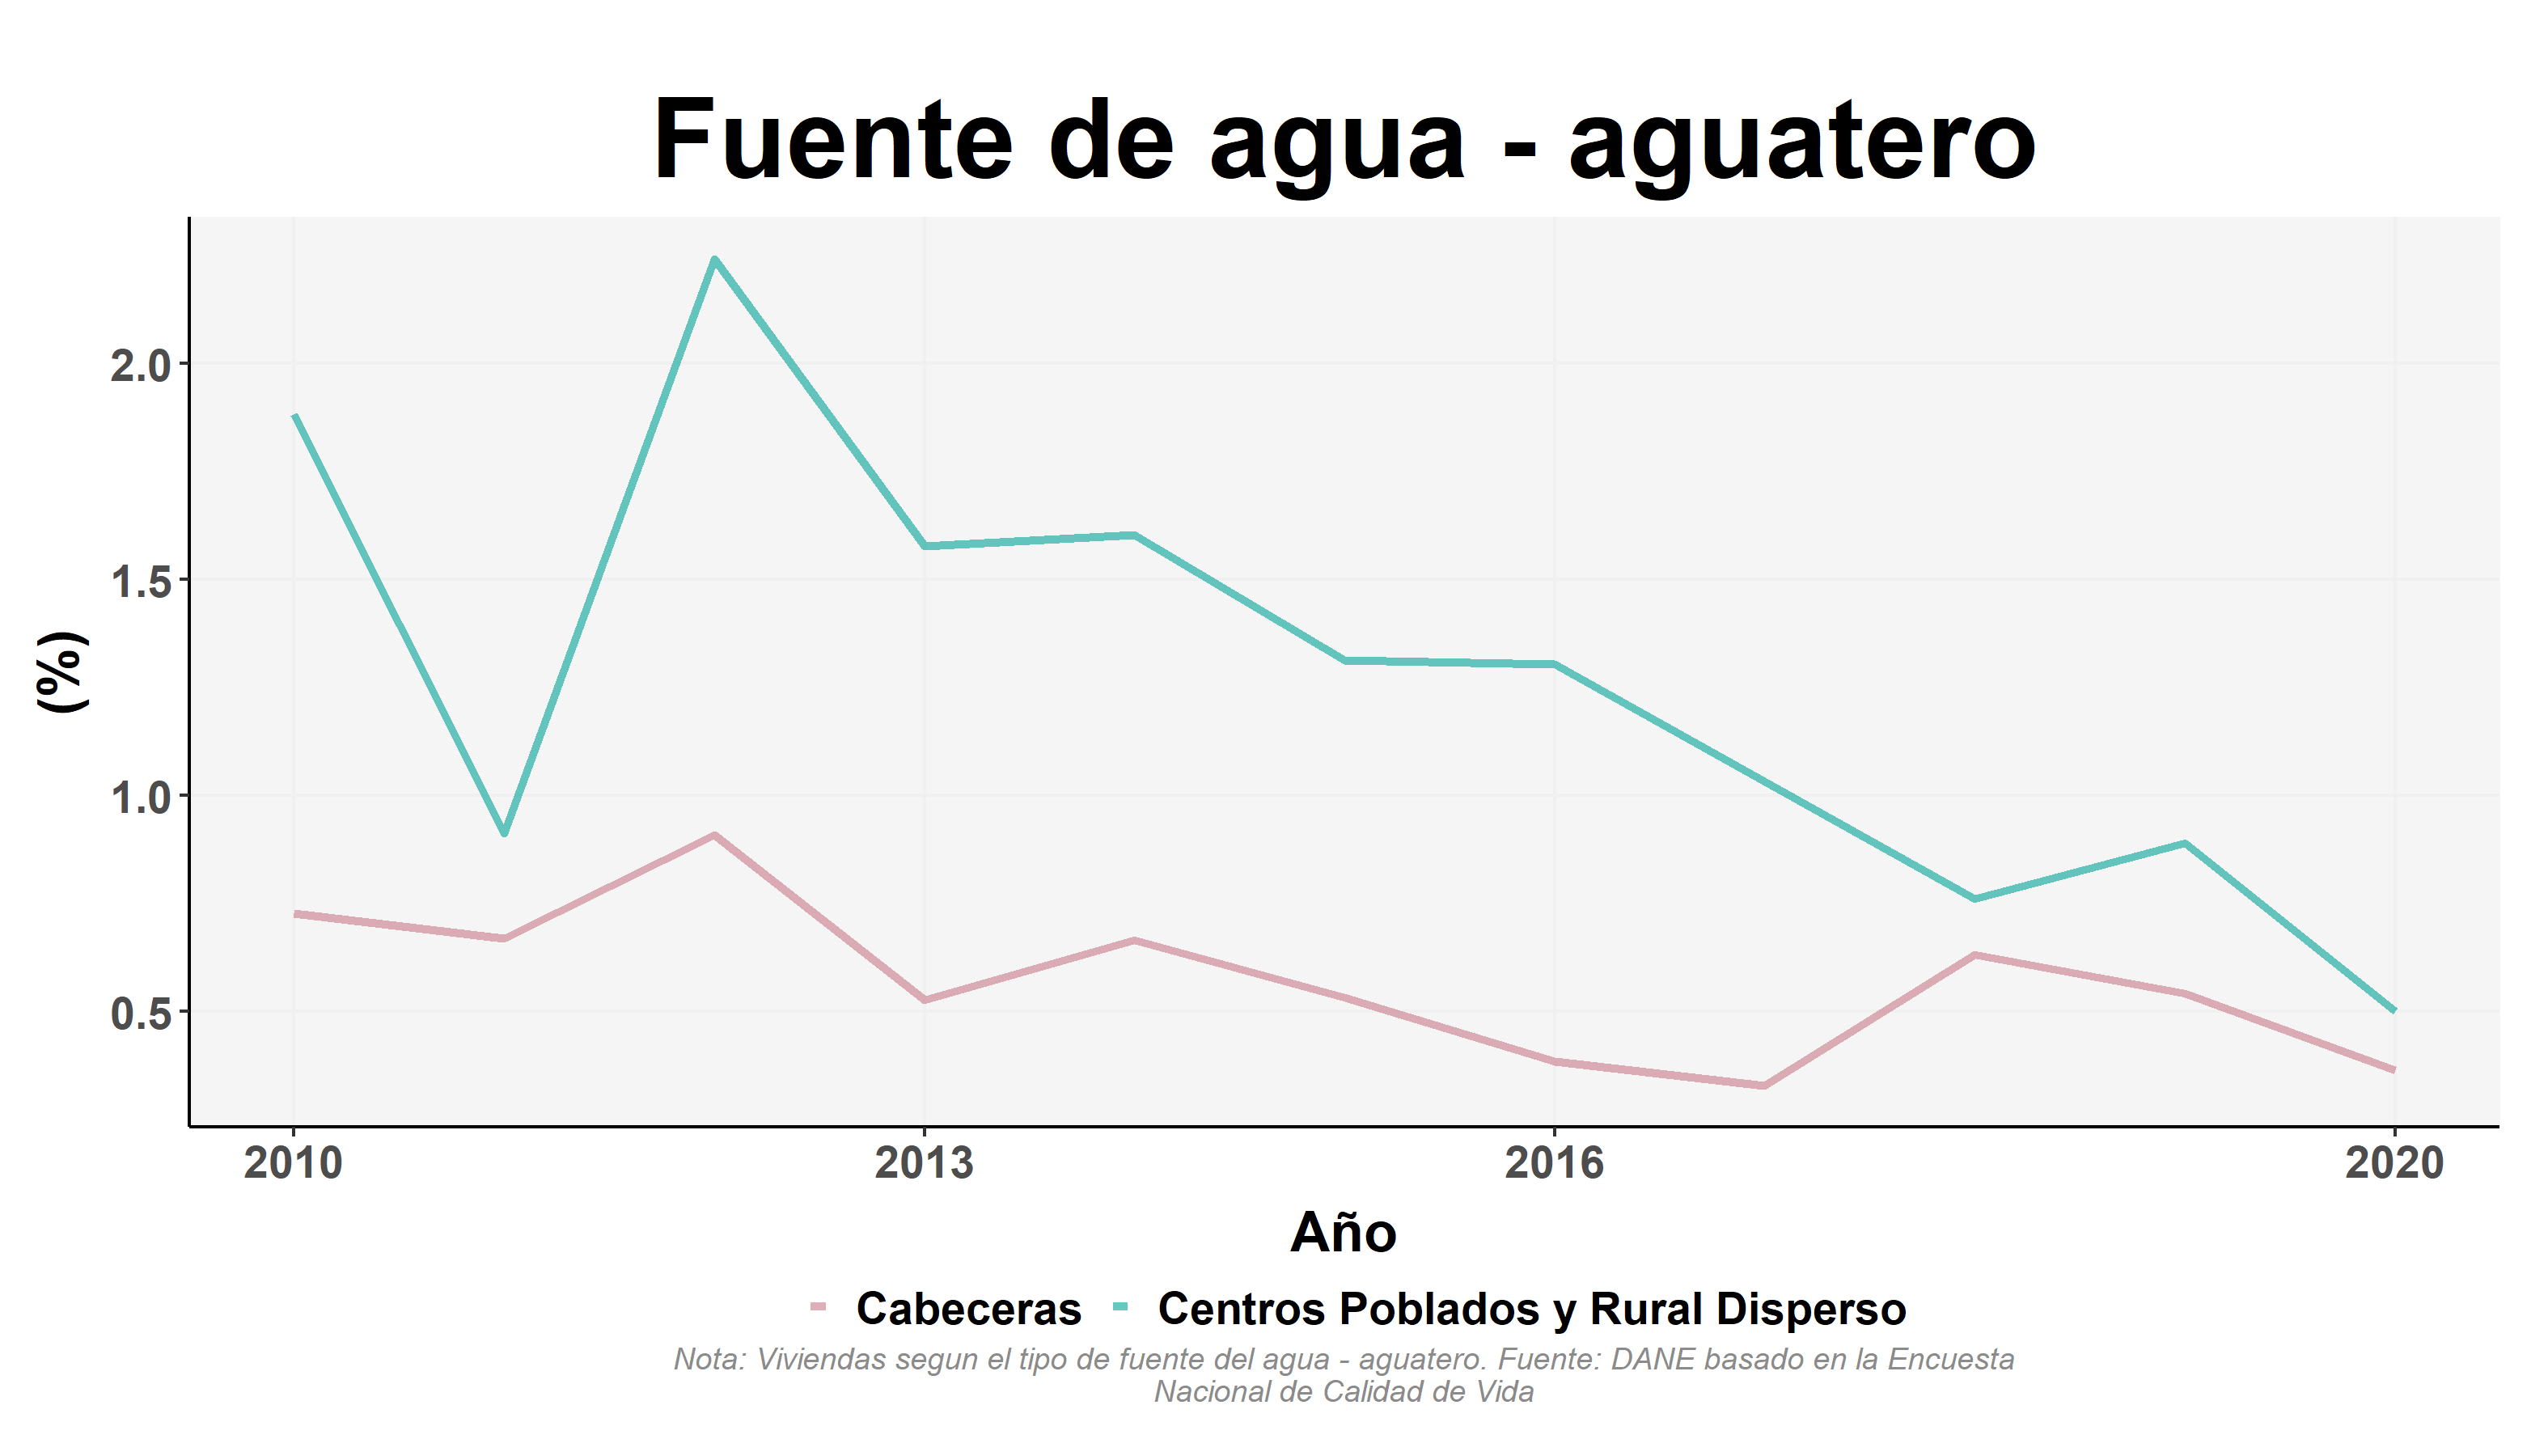 Fuente de agua - aguatero
2.0
1.5
1.0
0.5
(%)
2010 2013 2016 2020
Año
Cabeceras Centros Poblados y Rural Disperso
Nota: Viviendas segun el tipo de fuente del agua - aguatero. Fuente: DANE basado en la Encuesta
Nacional de Calidad de Vida